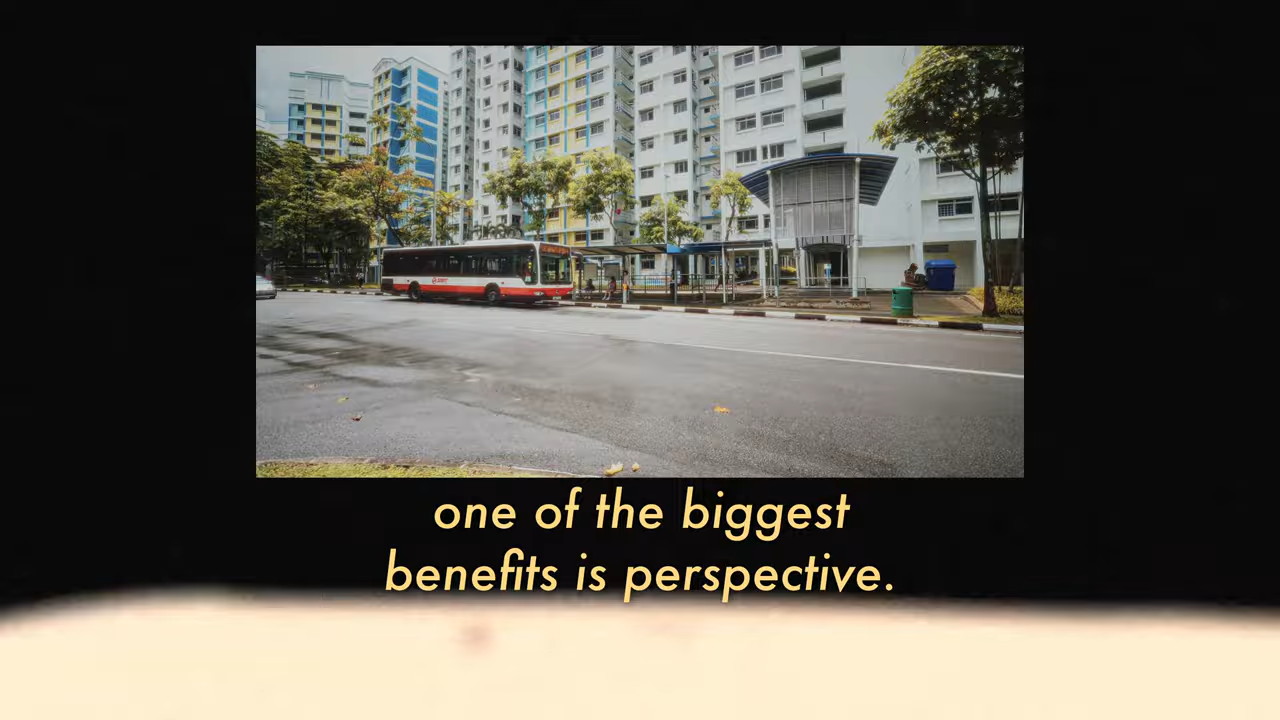 one of the biggest
benefits is perspective.